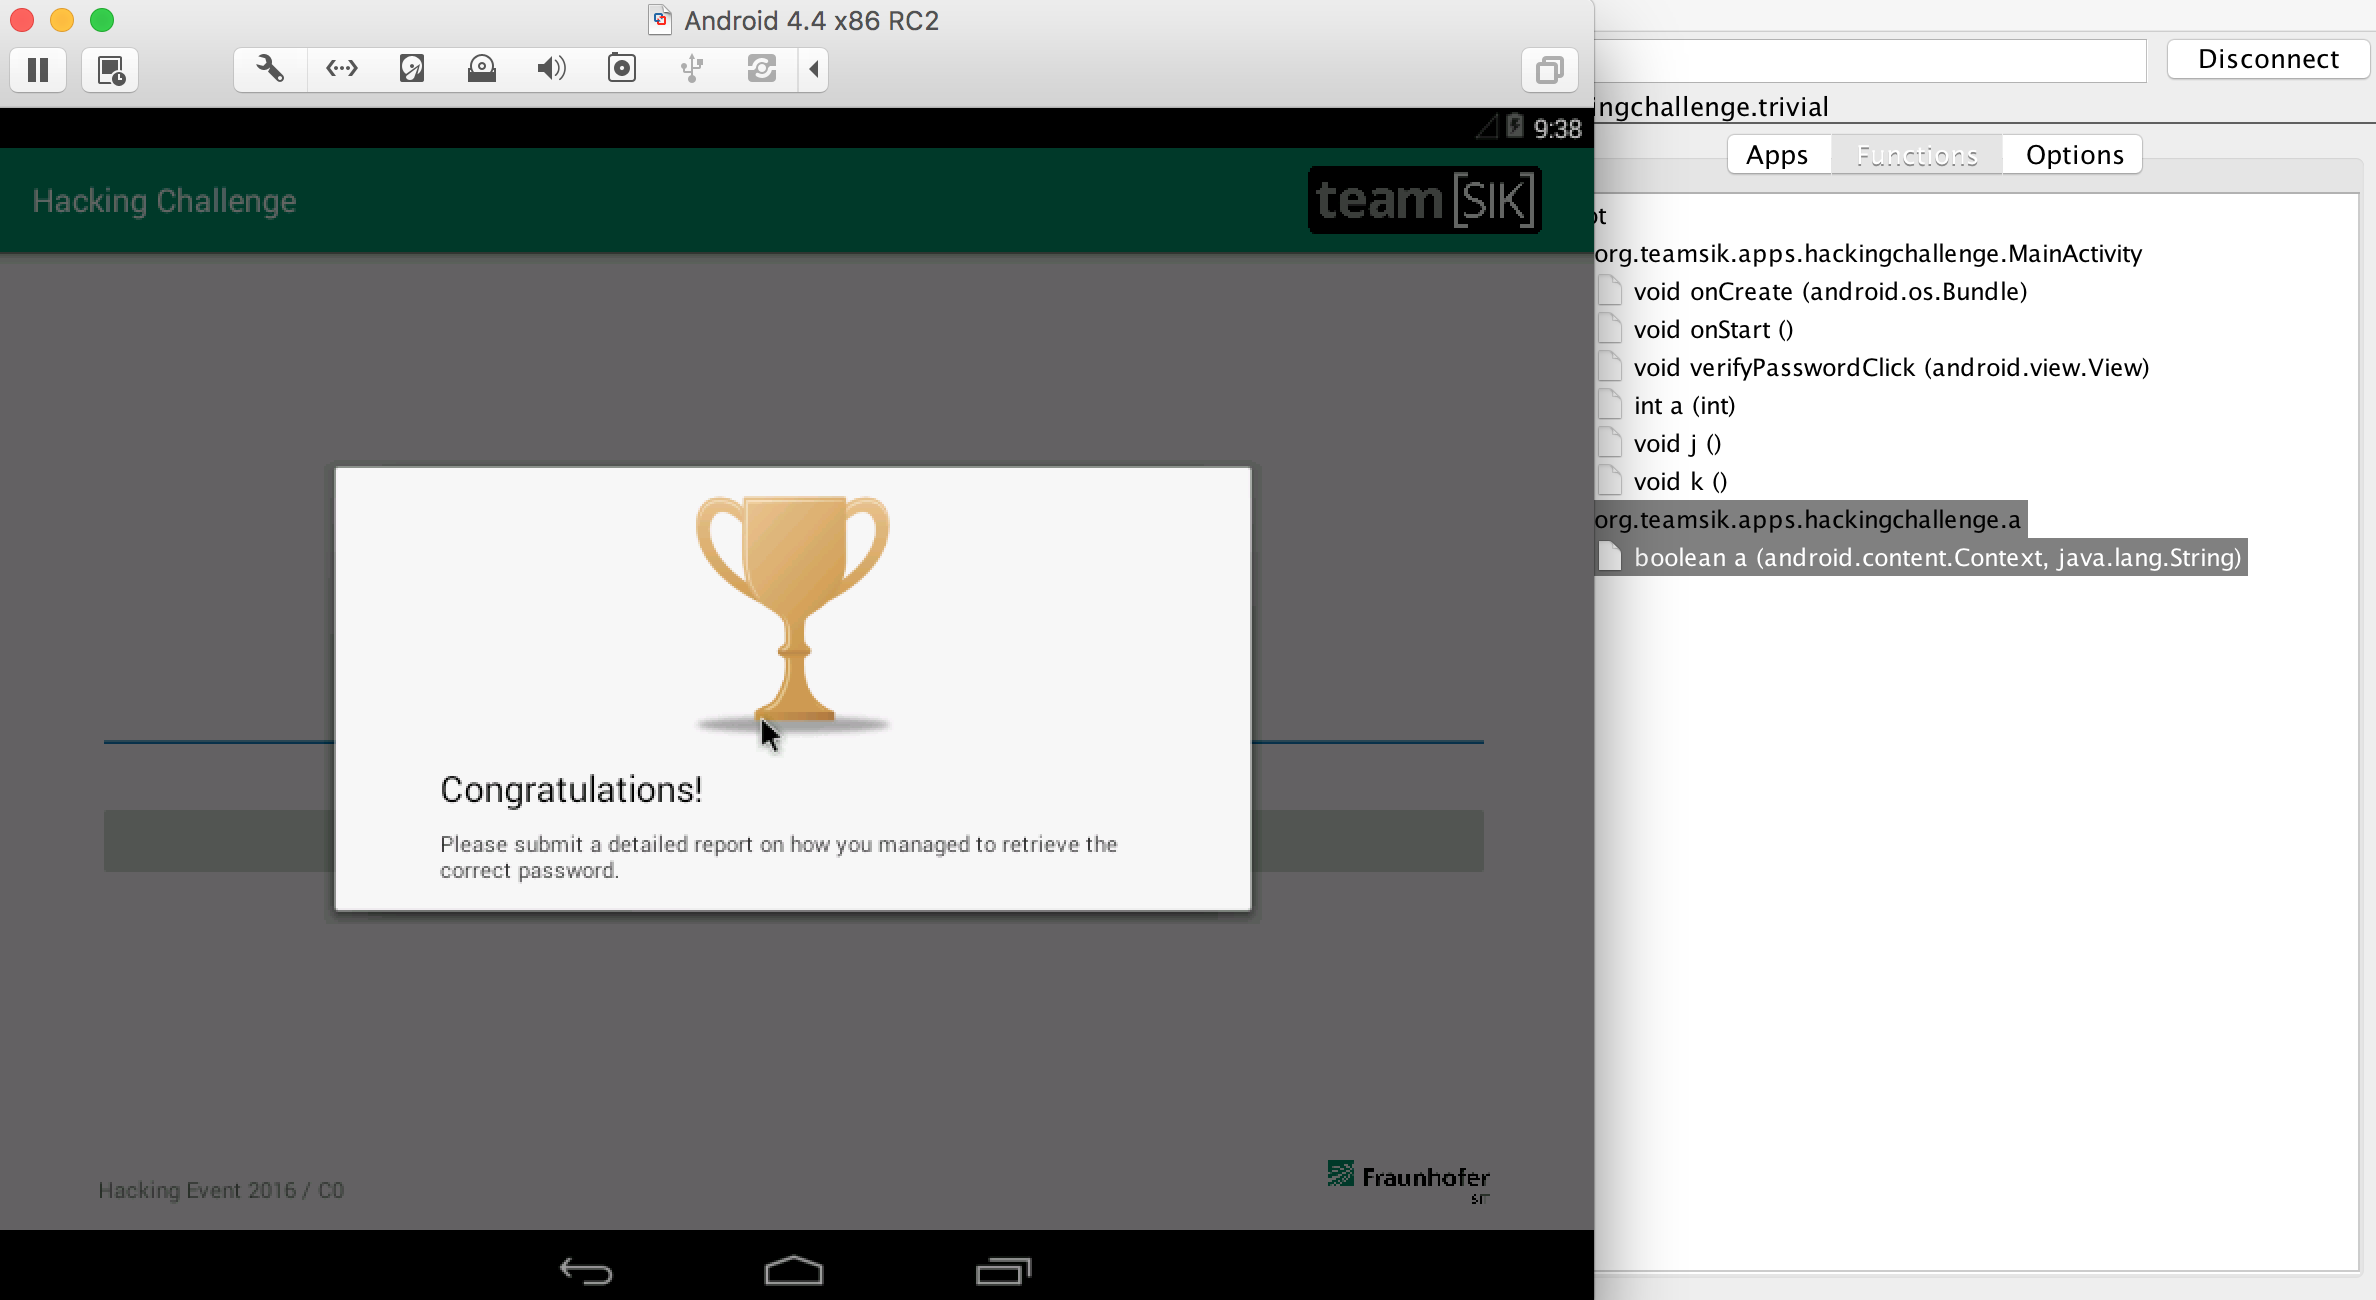 Android 4.4 x86 RC2
9:38
Hacking Challenge
team [SIK]
Congratulations!
Please submit a detailed report on how you managed to retrieve the
correct password.
Hacking Event 2016 / C0
Fraunhofer
SIT
Disconnect
ngchallenge.trivial
Apps
Functions
Options
ot
org.teamsik.apps.hackingchallenge.MainActivity
void onCreate (android.os.Bundle)
void onStart ()
void verifyPasswordClick (android.view.View)
int a (int)
void j ()
void k ()
org.teamsik.apps.hackingchallenge.a
boolean a (android.content.Context, java.lang.String)